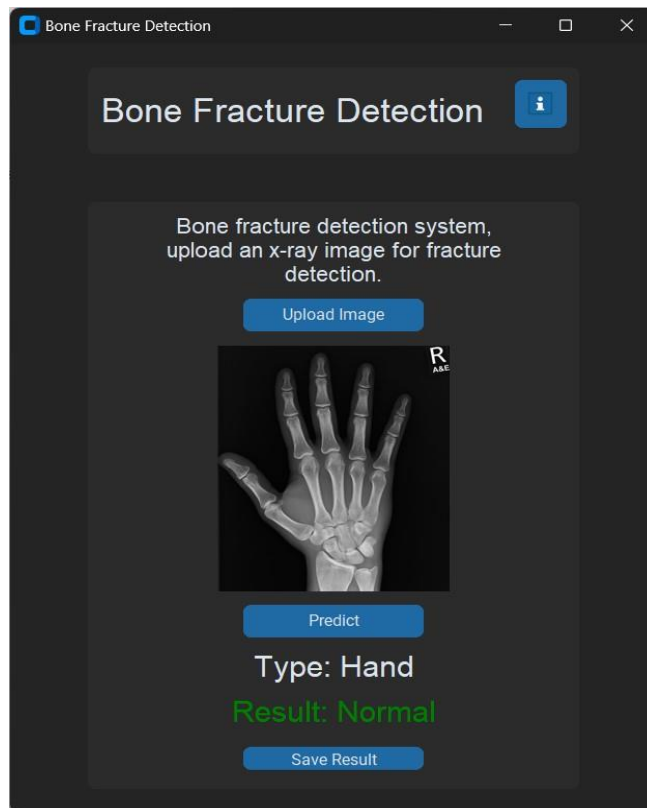 Bone Fracture Detection
Bone Fracture Detection
i
Bone fracture detection system,
upload an x-ray image for fracture
detection.
Upload Image
R
A&E
Predict
Type: Hand
Result: Normal
Save Result